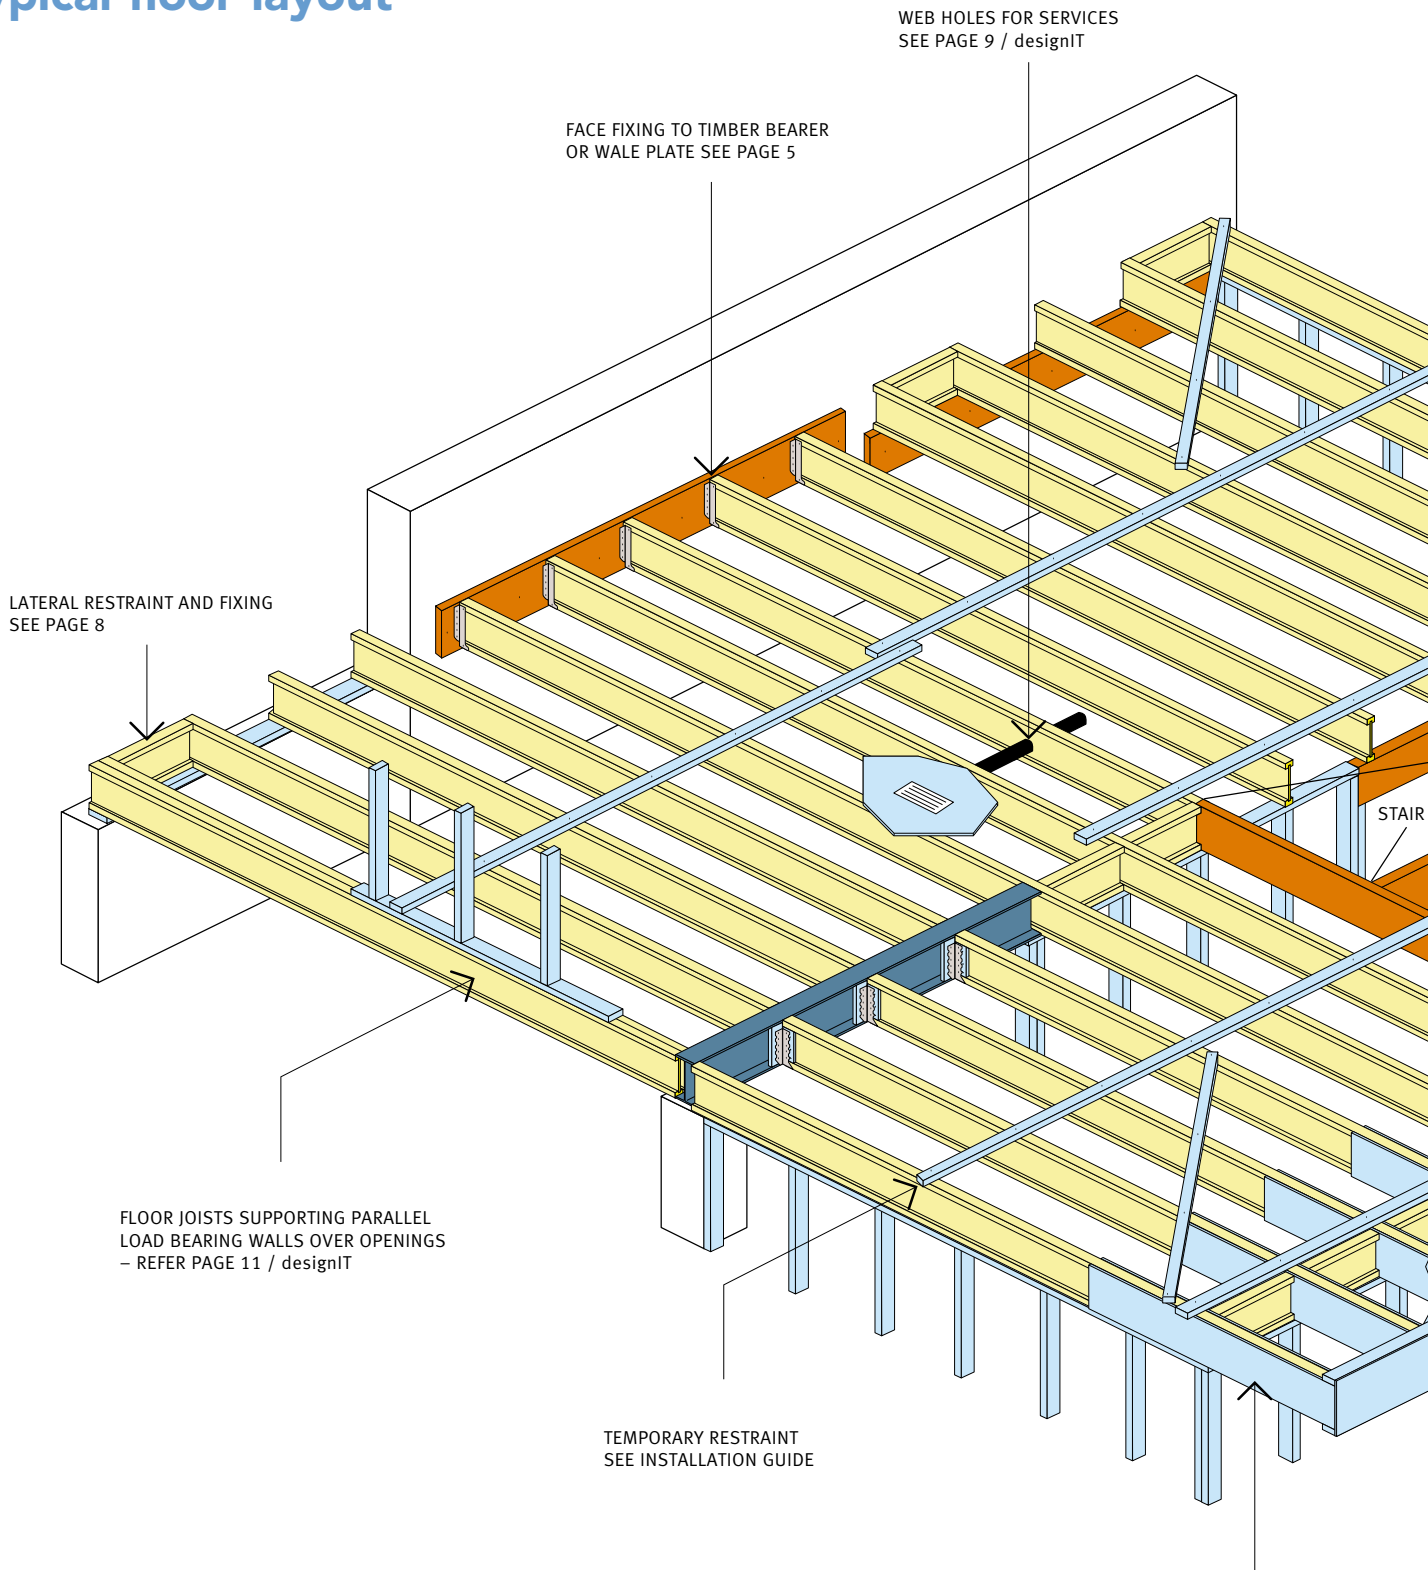 floor layout
WEB HOLES FOR SERVICES
SEE PAGE 9 / designIT
FACE FIXING TO TIMBER BEARER
OR WALE PLATE SEE PAGE 5
LATERAL RESTRAINT AND FIXING
SEE PAGE 8
STAIR
FLOOR JOISTS SUPPORTING PARALLEL
LOAD BEARING WALLS OVER OPENINGS
– REFER PAGE 11 / designIT
TEMPORARY RESTRAINT
SEE INSTALLATION GUIDE